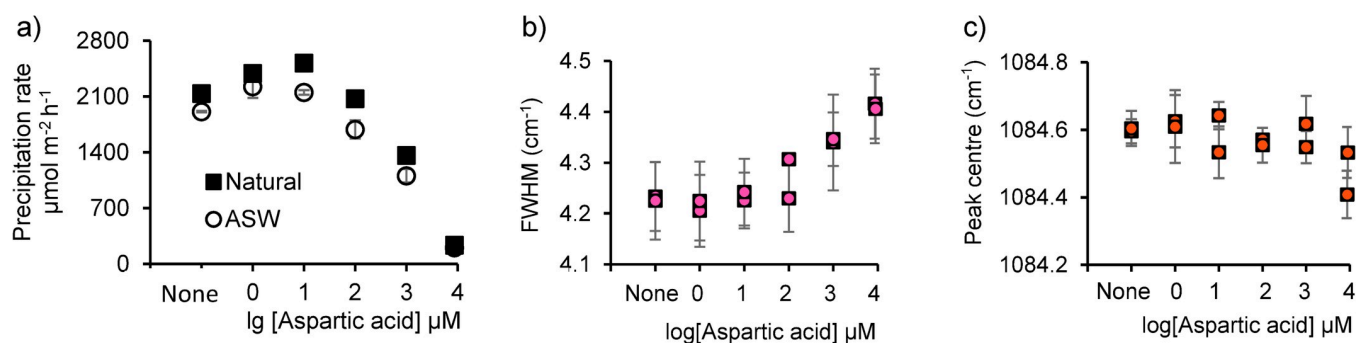 a)
Precipitation rate
µmol m⁻² h⁻¹
2800
2100
1400
700
0
Natural
ASW
None 0 1 2 3 4
lg [Aspartic acid] µM
b)
FWHM (cm⁻¹)
4.5
4.4
4.3
4.2
4.1
None 0 1 2 3 4
log[Aspartic acid] µM
c)
Peak centre (cm⁻¹)
1084.8
1084.6
1084.4
1084.2
None 0 1 2 3 4
log[Aspartic acid] µM